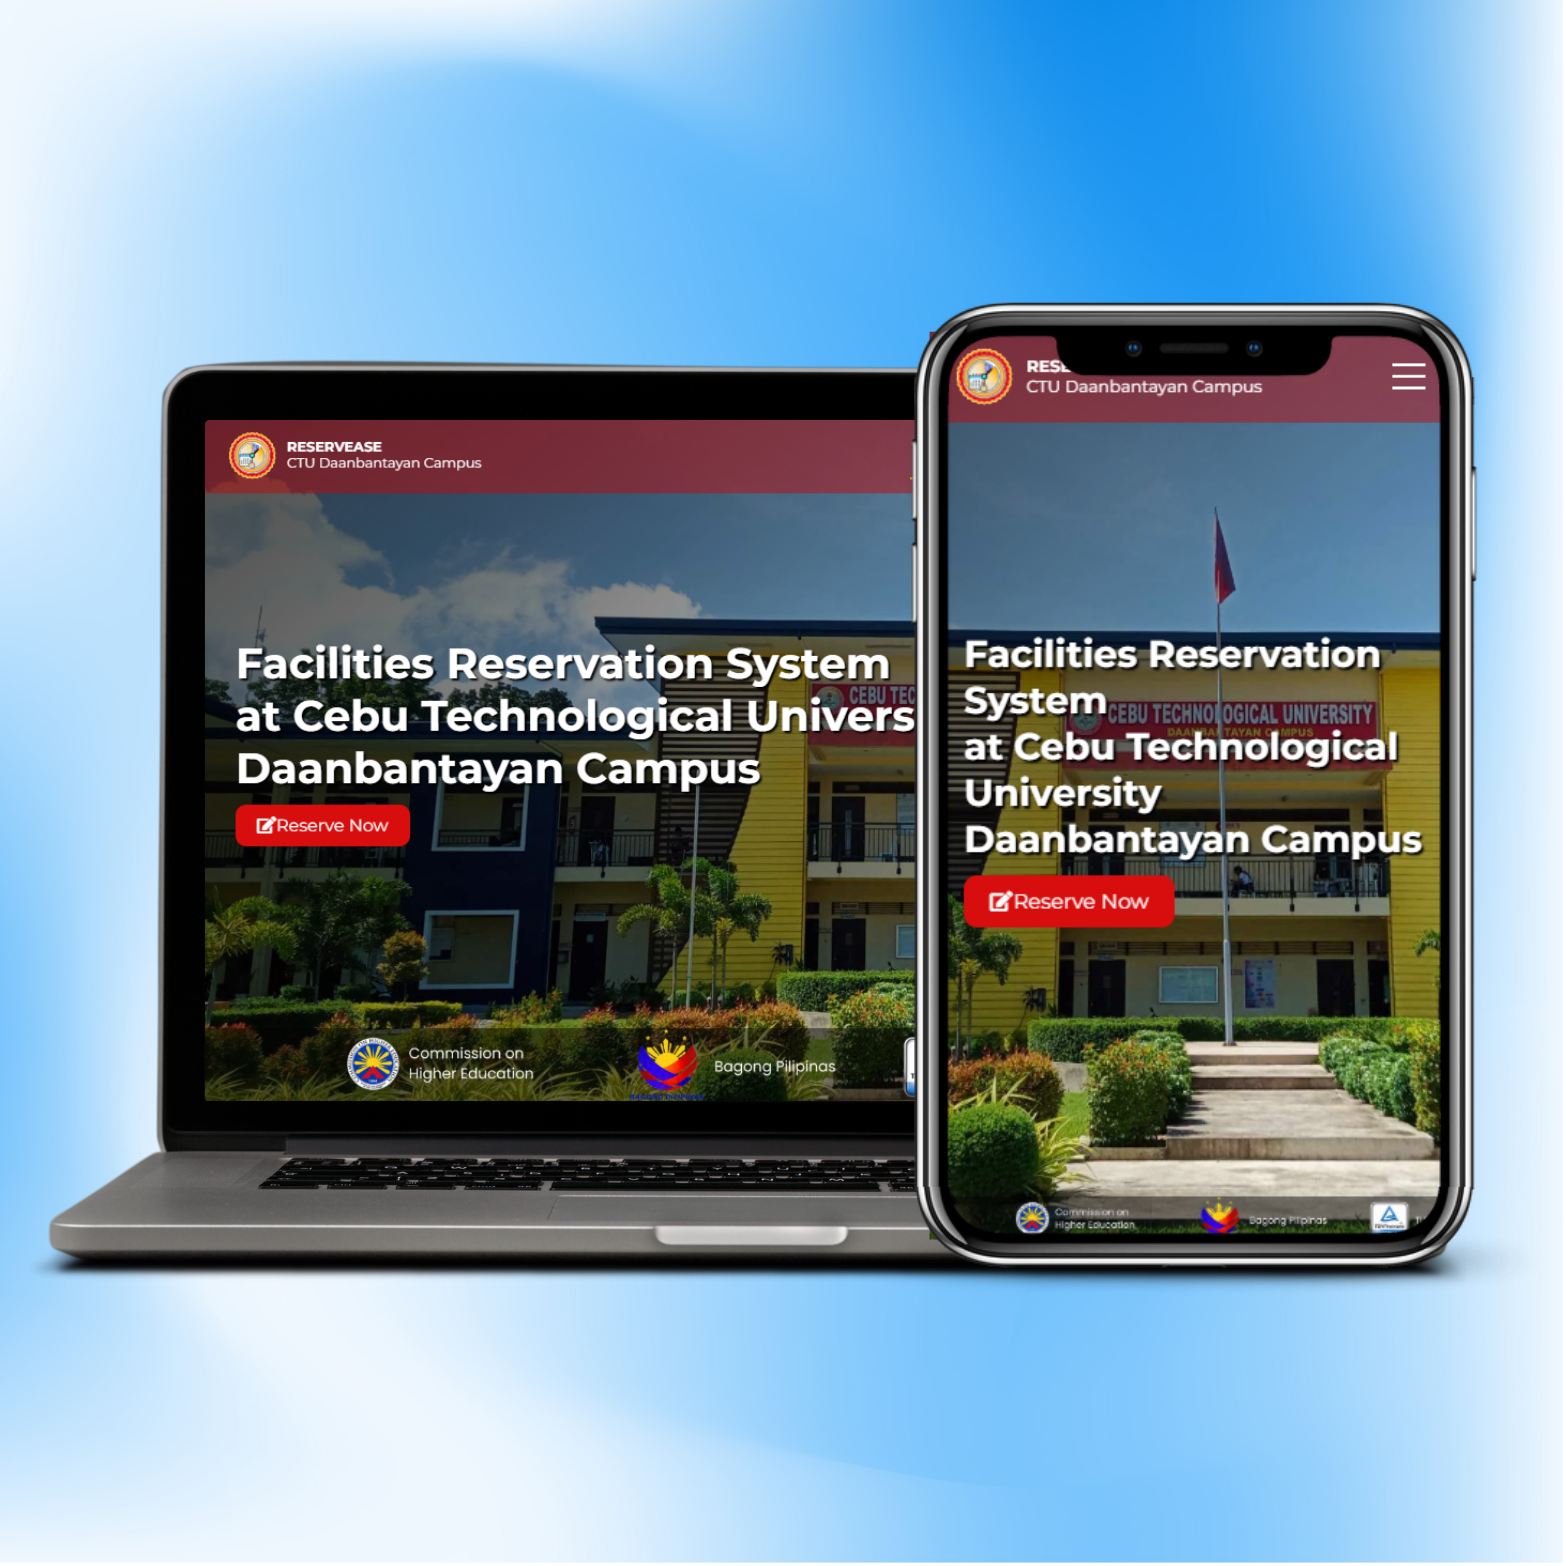 RESERVEASE
CTU Daanbantayan Campus
Facilities Reservation System
at Cebu Technological Univers
Daanbantayan Campus
Reserve Now
CEBU TEC
Commission on
Higher Education
Bagong Pilipinas
RESE
CTU Daanbantayan Campus
Facilities Reservation
System
at Cebu Technological
University
Daanbantayan Campus
Reserve Now
CEBU TECHNOLOGICAL UNIVERSITY
DAANBANTAYAN CAMPUS
Commission on
Higher Education
Bagong Pilipinas